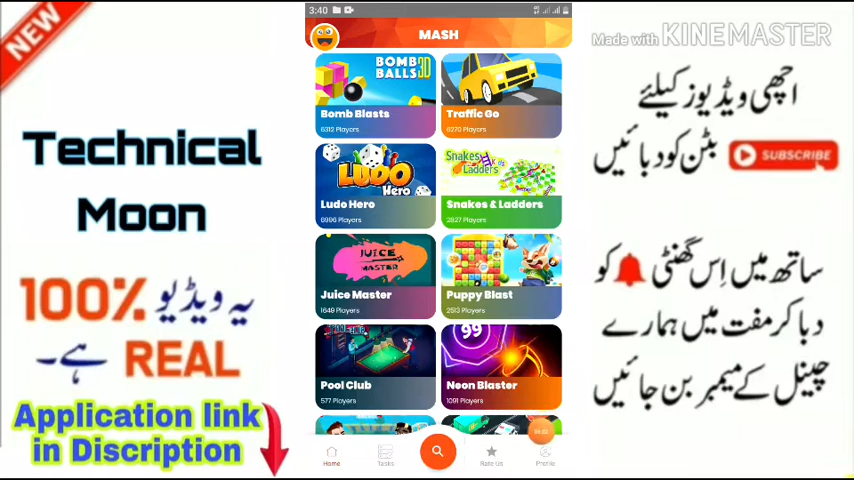 NEW
Technical
Moon
یہ ویڈیو 100%
REAL ہے۔
Application link
in Discription
3:40
MASH
BOMB
BALLS 3D
Bomb Blasts
6312 Players
Traffic Go
6270 Players
LUDO
Hero
Ludo Hero
6996 Players
Snakes
Ladders
Snakes & Ladders
2827 Players
JUICE
MASTER
Juice Master
1649 Players
Puppy Blast
2513 Players
Pool Club
577 Players
99
Neon Blaster
1091 Players
Home
Tasks
Rate Us
Profile
Made with KINEMASTER
اچھی ویڈیوز کیلئے
بٹن کو دبائیں SUBSCRIBE
ساتھ میں اِس گھنٹی کو
دبا کر مفت میں ہمارے
چینل کے میمبر بن جائیں